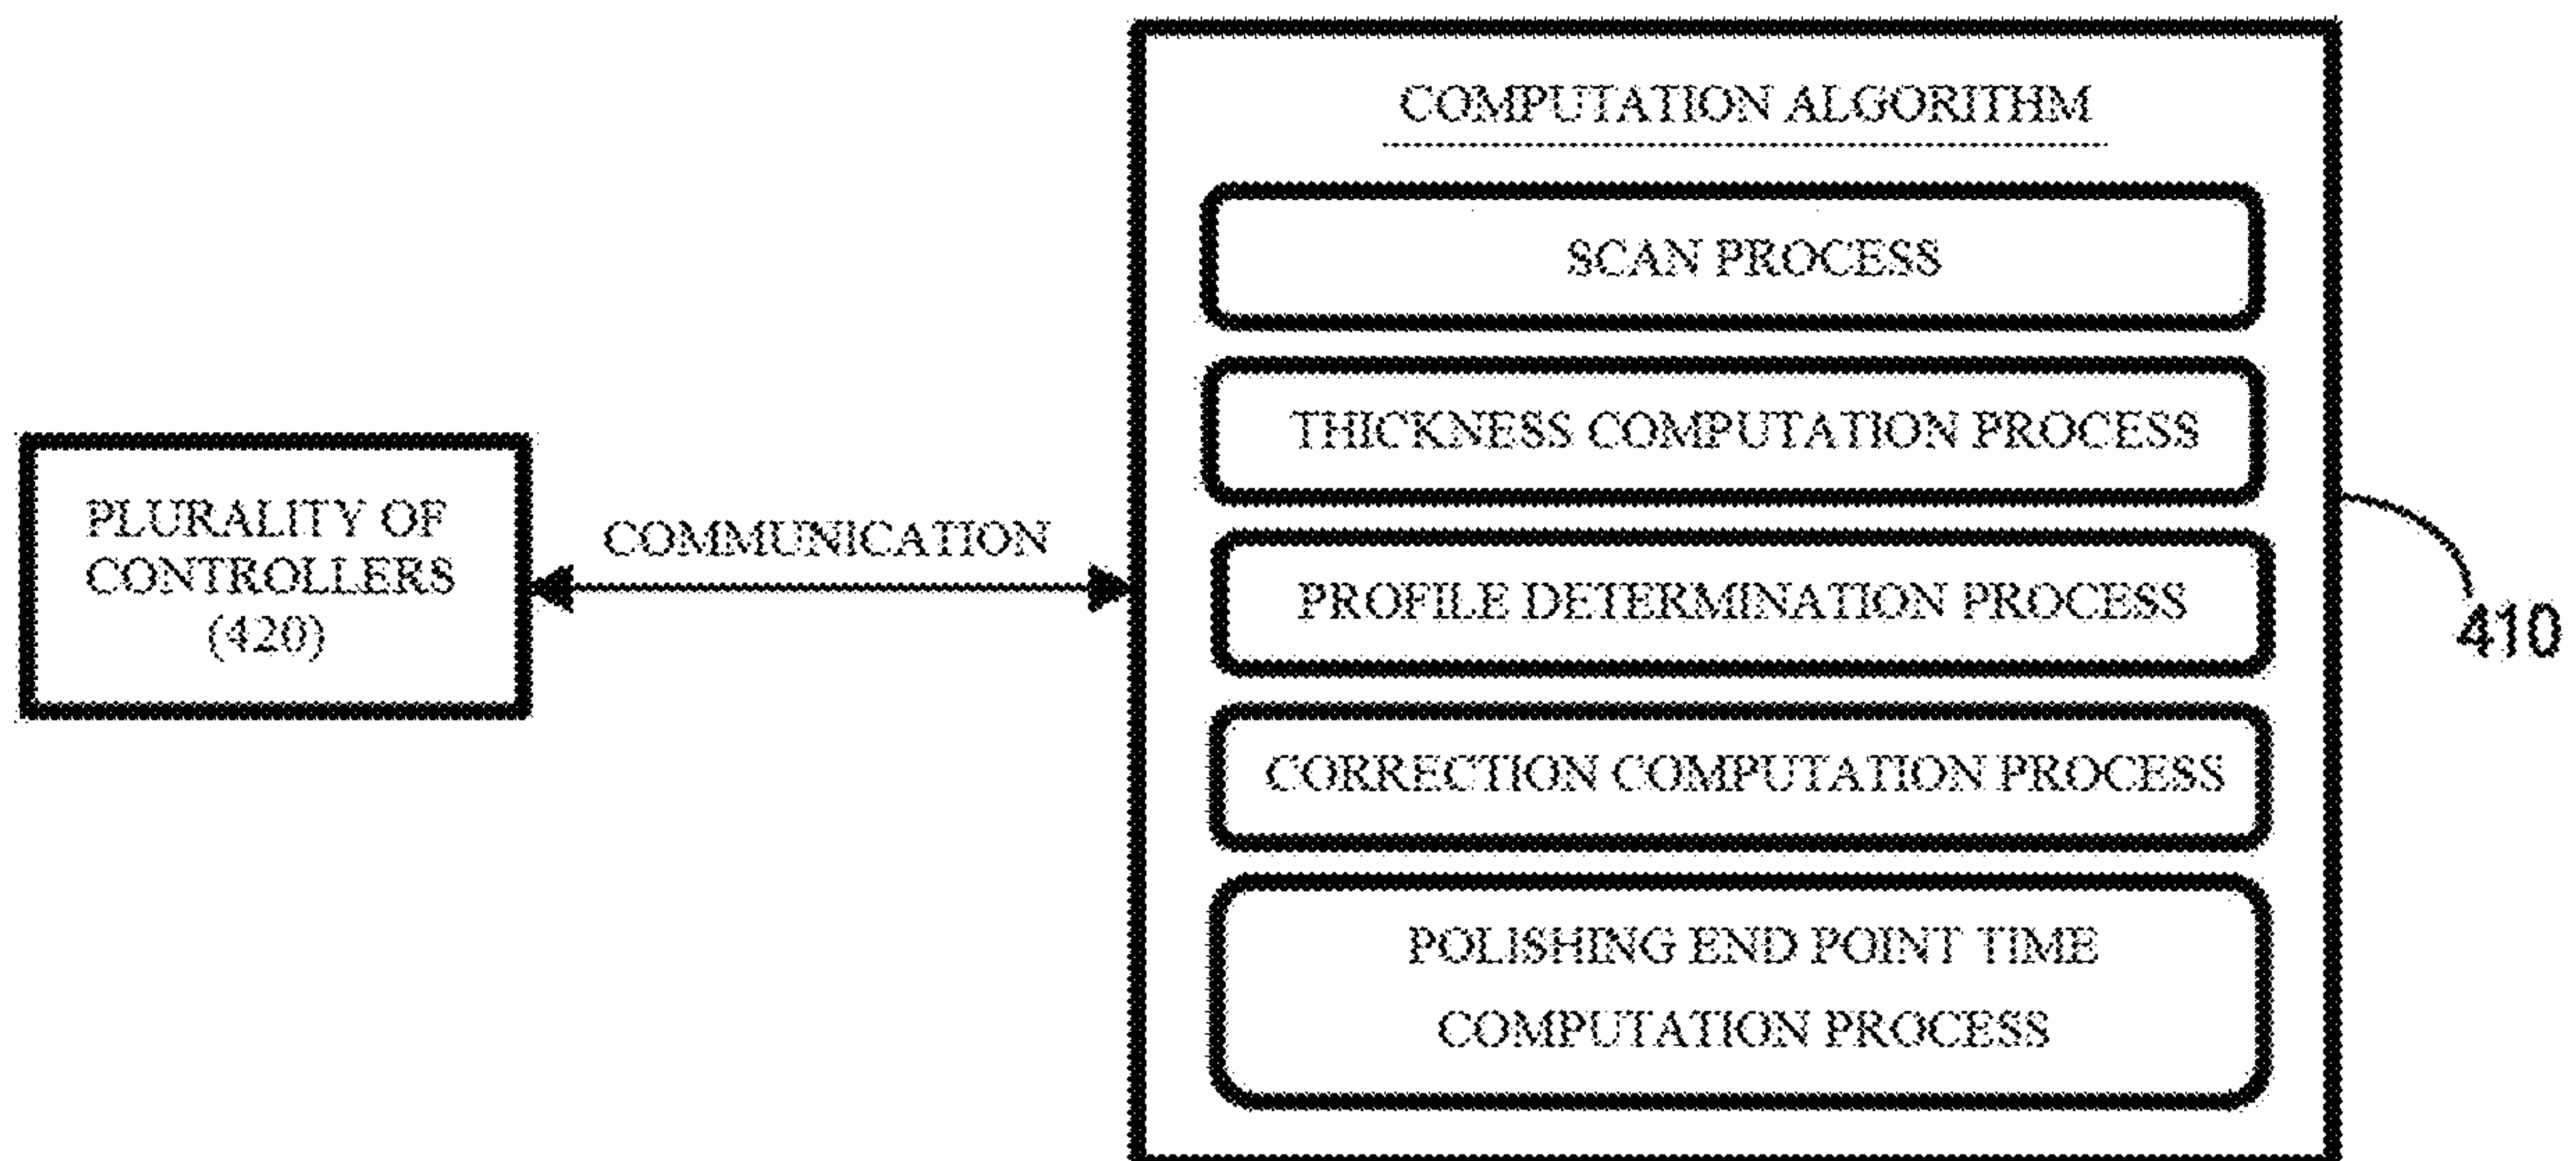 COMPUTATION ALGORITHM
SCAN PROCESS
THICKNESS COMPUTATION PROCESS
PLURALITY OF
CONTROLLERS
(420)
COMMUNICATION
PROFILE DETERMINATION PROCESS
410
CORRECTION COMPUTATION PROCESS
POLISHING END POINT TIME
COMPUTATION PROCESS